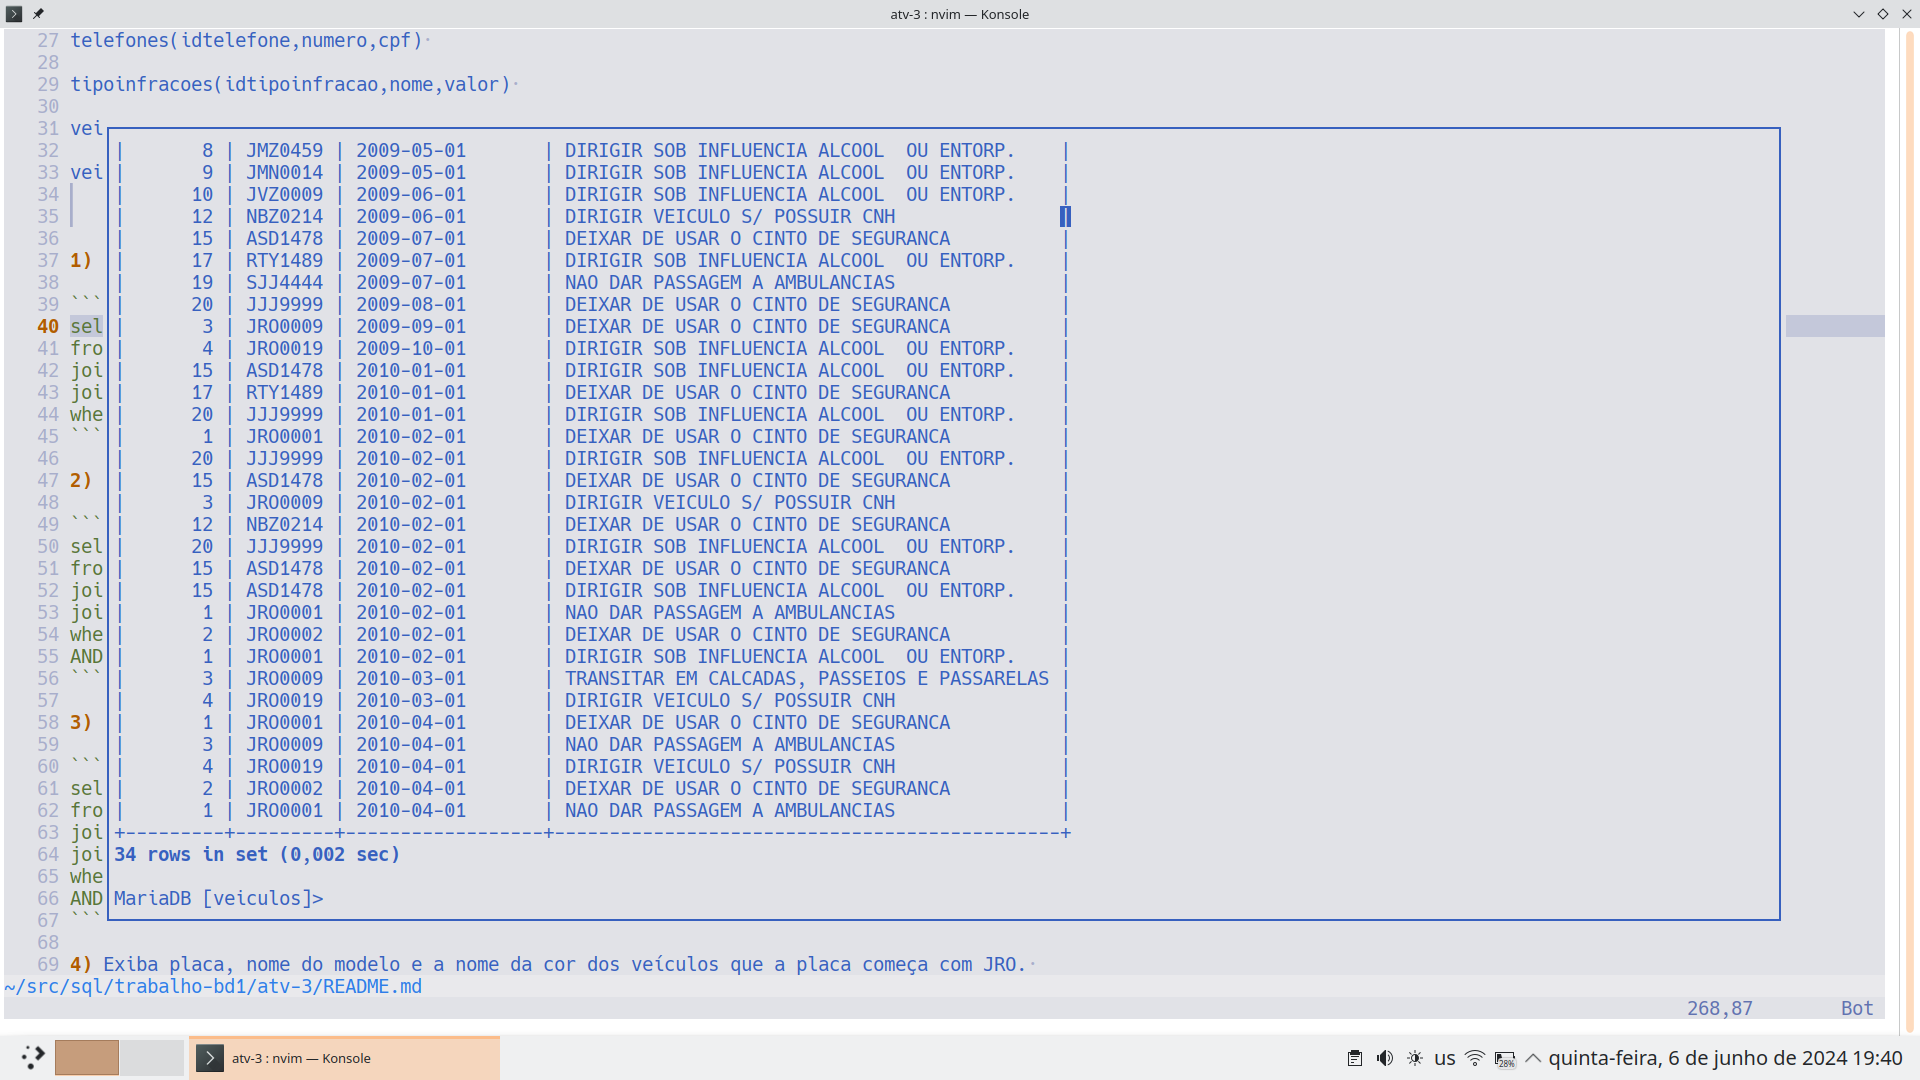 atv-3 : nvim — Konsole
27 telefones(idtelefone,numero,cpf)
28
29 tipoinfracoes(idtipoinfracao,nome,valor)
30
31 vei
32 | 8 | JMZ0459 | 2009-05-01 | DIRIGIR SOB INFLUENCIA ALCOOL  OU ENTORP. |
33 vei | 9 | JMN0014 | 2009-05-01 | DIRIGIR SOB INFLUENCIA ALCOOL  OU ENTORP. |
34 | 10 | JVZ0009 | 2009-06-01 | DIRIGIR SOB INFLUENCIA ALCOOL  OU ENTORP. |
35 | 12 | NBZ0214 | 2009-06-01 | DIRIGIR VEICULO S/ POSSUIR CNH |
36 | 15 | ASD1478 | 2009-07-01 | DEIXAR DE USAR O CINTO DE SEGURANCA |
37 1) | 17 | RTY1489 | 2009-07-01 | DIRIGIR SOB INFLUENCIA ALCOOL  OU ENTORP. |
38 | 19 | SJJ4444 | 2009-07-01 | NAO DAR PASSAGEM A AMBULANCIAS |
39 ``` | 20 | JJJ9999 | 2009-08-01 | DEIXAR DE USAR O CINTO DE SEGURANCA |
40 sel | 3 | JRO0009 | 2009-09-01 | DEIXAR DE USAR O CINTO DE SEGURANCA |
41 fro | 4 | JRO0019 | 2009-10-01 | DIRIGIR SOB INFLUENCIA ALCOOL  OU ENTORP. |
42 joi | 15 | ASD1478 | 2010-01-01 | DIRIGIR SOB INFLUENCIA ALCOOL  OU ENTORP. |
43 joi | 17 | RTY1489 | 2010-01-01 | DEIXAR DE USAR O CINTO DE SEGURANCA |
44 whe | 20 | JJJ9999 | 2010-01-01 | DIRIGIR SOB INFLUENCIA ALCOOL  OU ENTORP. |
45 ``` | 1 | JRO0001 | 2010-02-01 | DEIXAR DE USAR O CINTO DE SEGURANCA |
46 | 20 | JJJ9999 | 2010-02-01 | DIRIGIR SOB INFLUENCIA ALCOOL  OU ENTORP. |
47 2) | 15 | ASD1478 | 2010-02-01 | DEIXAR DE USAR O CINTO DE SEGURANCA |
48 | 3 | JRO0009 | 2010-02-01 | DIRIGIR VEICULO S/ POSSUIR CNH |
49 ``` | 12 | NBZ0214 | 2010-02-01 | DEIXAR DE USAR O CINTO DE SEGURANCA |
50 sel | 20 | JJJ9999 | 2010-02-01 | DIRIGIR SOB INFLUENCIA ALCOOL  OU ENTORP. |
51 fro | 15 | ASD1478 | 2010-02-01 | DEIXAR DE USAR O CINTO DE SEGURANCA |
52 joi | 15 | ASD1478 | 2010-02-01 | DIRIGIR SOB INFLUENCIA ALCOOL  OU ENTORP. |
53 joi | 1 | JRO0001 | 2010-02-01 | NAO DAR PASSAGEM A AMBULANCIAS |
54 whe | 2 | JRO0002 | 2010-02-01 | DEIXAR DE USAR O CINTO DE SEGURANCA |
55 AND | 1 | JRO0001 | 2010-02-01 | DIRIGIR SOB INFLUENCIA ALCOOL  OU ENTORP. |
56 ``` | 3 | JRO0009 | 2010-03-01 | TRANSITAR EM CALCADAS, PASSEIOS E PASSARELAS |
57 | 4 | JRO0019 | 2010-03-01 | DIRIGIR VEICULO S/ POSSUIR CNH |
58 3) | 1 | JRO0001 | 2010-04-01 | DEIXAR DE USAR O CINTO DE SEGURANCA |
59 | 3 | JRO0009 | 2010-04-01 | NAO DAR PASSAGEM A AMBULANCIAS |
60 ``` | 4 | JRO0019 | 2010-04-01 | DIRIGIR VEICULO S/ POSSUIR CNH |
61 sel | 2 | JRO0002 | 2010-04-01 | DEIXAR DE USAR O CINTO DE SEGURANCA |
62 fro | 1 | JRO0001 | 2010-04-01 | NAO DAR PASSAGEM A AMBULANCIAS |
63 joi +---------+---------+------------------+----------------------------------------------+
64 joi 34 rows in set (0,002 sec)
65 whe
66 AND MariaDB [veiculos]>
67 ```
68
69 4) Exiba placa, nome do modelo e a nome da cor dos veículos que a placa começa com JRO.
~/src/sql/trabalho-bd1/atv-3/README.md
268,87 Bot
atv-3 : nvim — Konsole
us 28% quinta-feira, 6 de junho de 2024 19:40